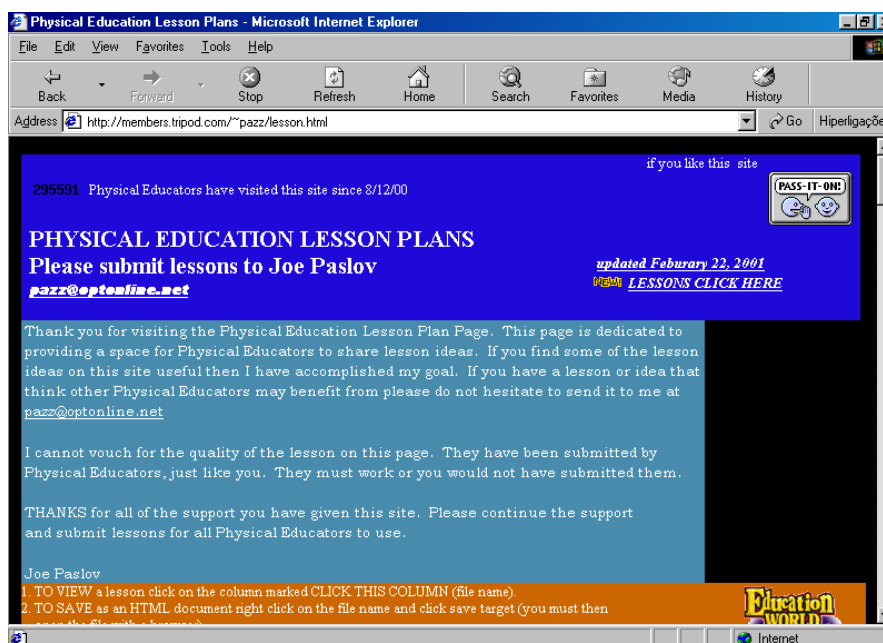 Physical Education Lesson Plans - Microsoft Internet Explorer
File Edit View Favorites Tools Help
Back Forward Stop Refresh Home Search Favorites Media History
Address http://members.tripod.com/~pazz/lesson.html Go Hiperligaçõe
if you like this site
PASS-IT-ON!
295591 Physical Educators have visited this site since 8/12/00
PHYSICAL EDUCATION LESSON PLANS
Please submit lessons to Joe Paslov
pazz@optonline.net
updated Feburary 22, 2001
NEW! LESSONS CLICK HERE
Thank you for visiting the Physical Education Lesson Plan Page. This page is dedicated to
providing a space for Physical Educators to share lesson ideas. If you find some of the lesson
ideas on this site useful then I have accomplished my goal. If you have a lesson or idea that
think other Physical Educators may benefit from please do not hesitate to send it to me at
pazz@optonline.net
I cannot vouch for the quality of the lesson on this page. They have been submitted by
Physical Educators, just like you. They must work or you would not have submitted them.
THANKS for all of the support you have given this site. Please continue the support
and submit lessons for all Physical Educators to use.
Joe Paslov
1. TO VIEW a lesson click on the column marked CLICK THIS COLUMN (file name).
2. TO SAVE as an HTML document right click on the file name and click save target (you must then
open the file with a browser)
Education
WORLD
Internet